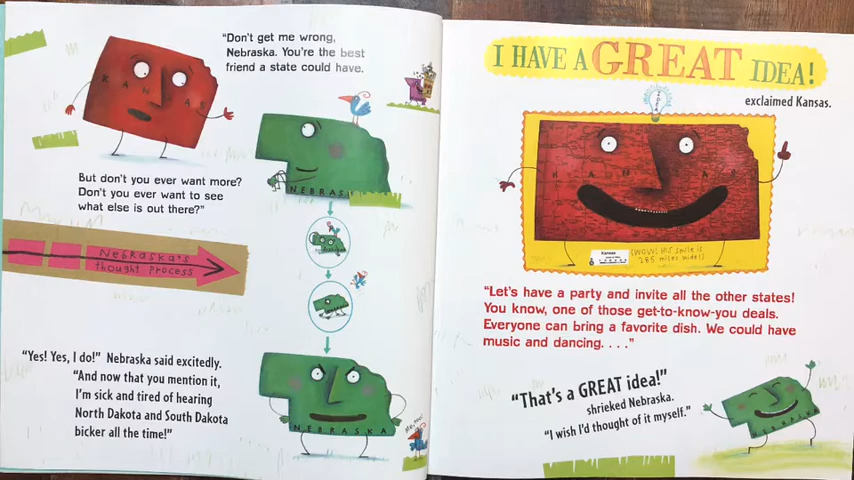 "Don't get me wrong,
Nebraska. You're the best
friend a state could have.
KANSAS
But don't you ever want more?
Don't you ever want to see
what else is out there?"
NEBRASKA
Nebraska's
thought process
"Yes! Yes, I do!" Nebraska said excitedly.
"And now that you mention it,
I'm sick and tired of hearing
North Dakota and South Dakota
bicker all the time!"
NEBRASKA
I HAVE A GREAT IDEA!
exclaimed Kansas.
KANSAS
Kansas
(WOW! His smile is
285 miles wide!)
"Let's have a party and invite all the other states!
You know, one of those get-to-know-you deals.
Everyone can bring a favorite dish. We could have
music and dancing. . . ."
"That's a GREAT idea!"
shrieked Nebraska.
"I wish I'd thought of it myself."
NEBRASKA